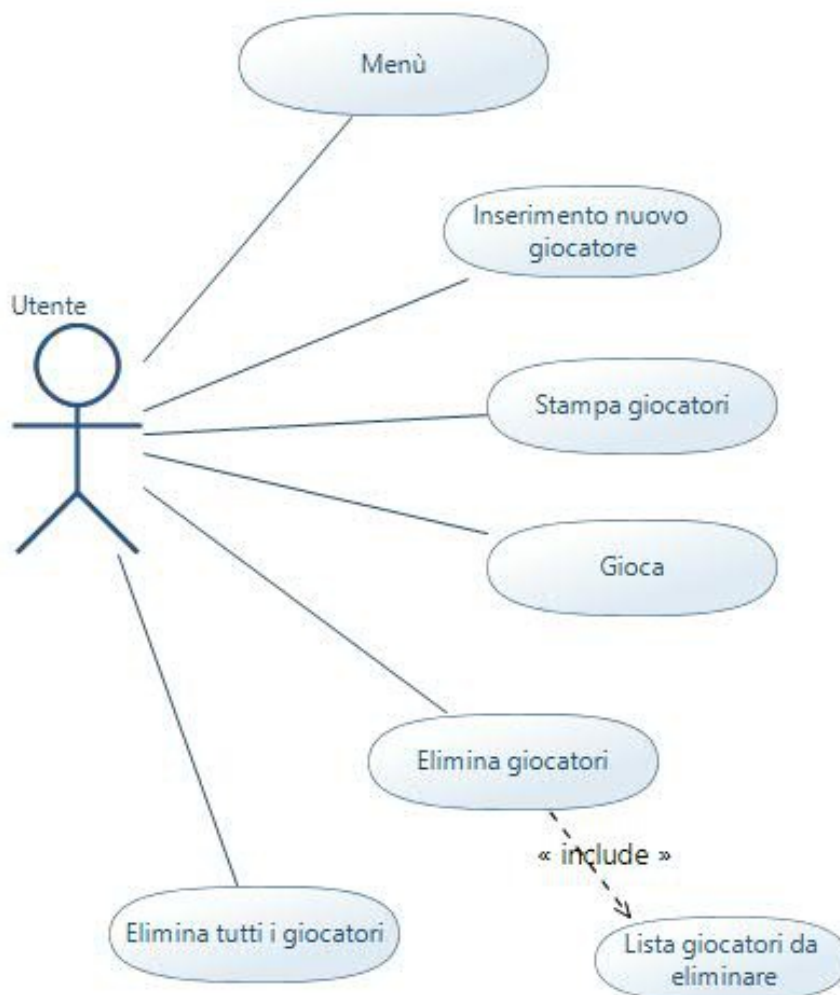 Menù
Inserimento nuovo
giocatore
Utente
Stampa giocatori
Gioca
Elimina giocatori
« include »
Elimina tutti i giocatori
Lista giocatori da
eliminare